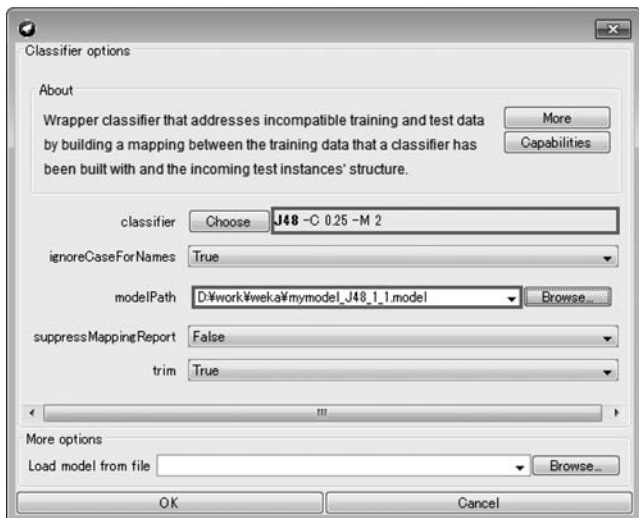 Classifier options
About
Wrapper classifier that addresses incompatible training and test data
by building a mapping between the training data that a classifier has
been built with and the incoming test instances' structure.
More
Capabilities
classifier Choose J48 -C 0.25 -M 2
ignoreCaseForNames True
modelPath D:¥work¥weka¥mymodel_J48_1_1.model Browse...
suppressMappingReport False
trim True
More options
Load model from file Browse...
OK Cancel